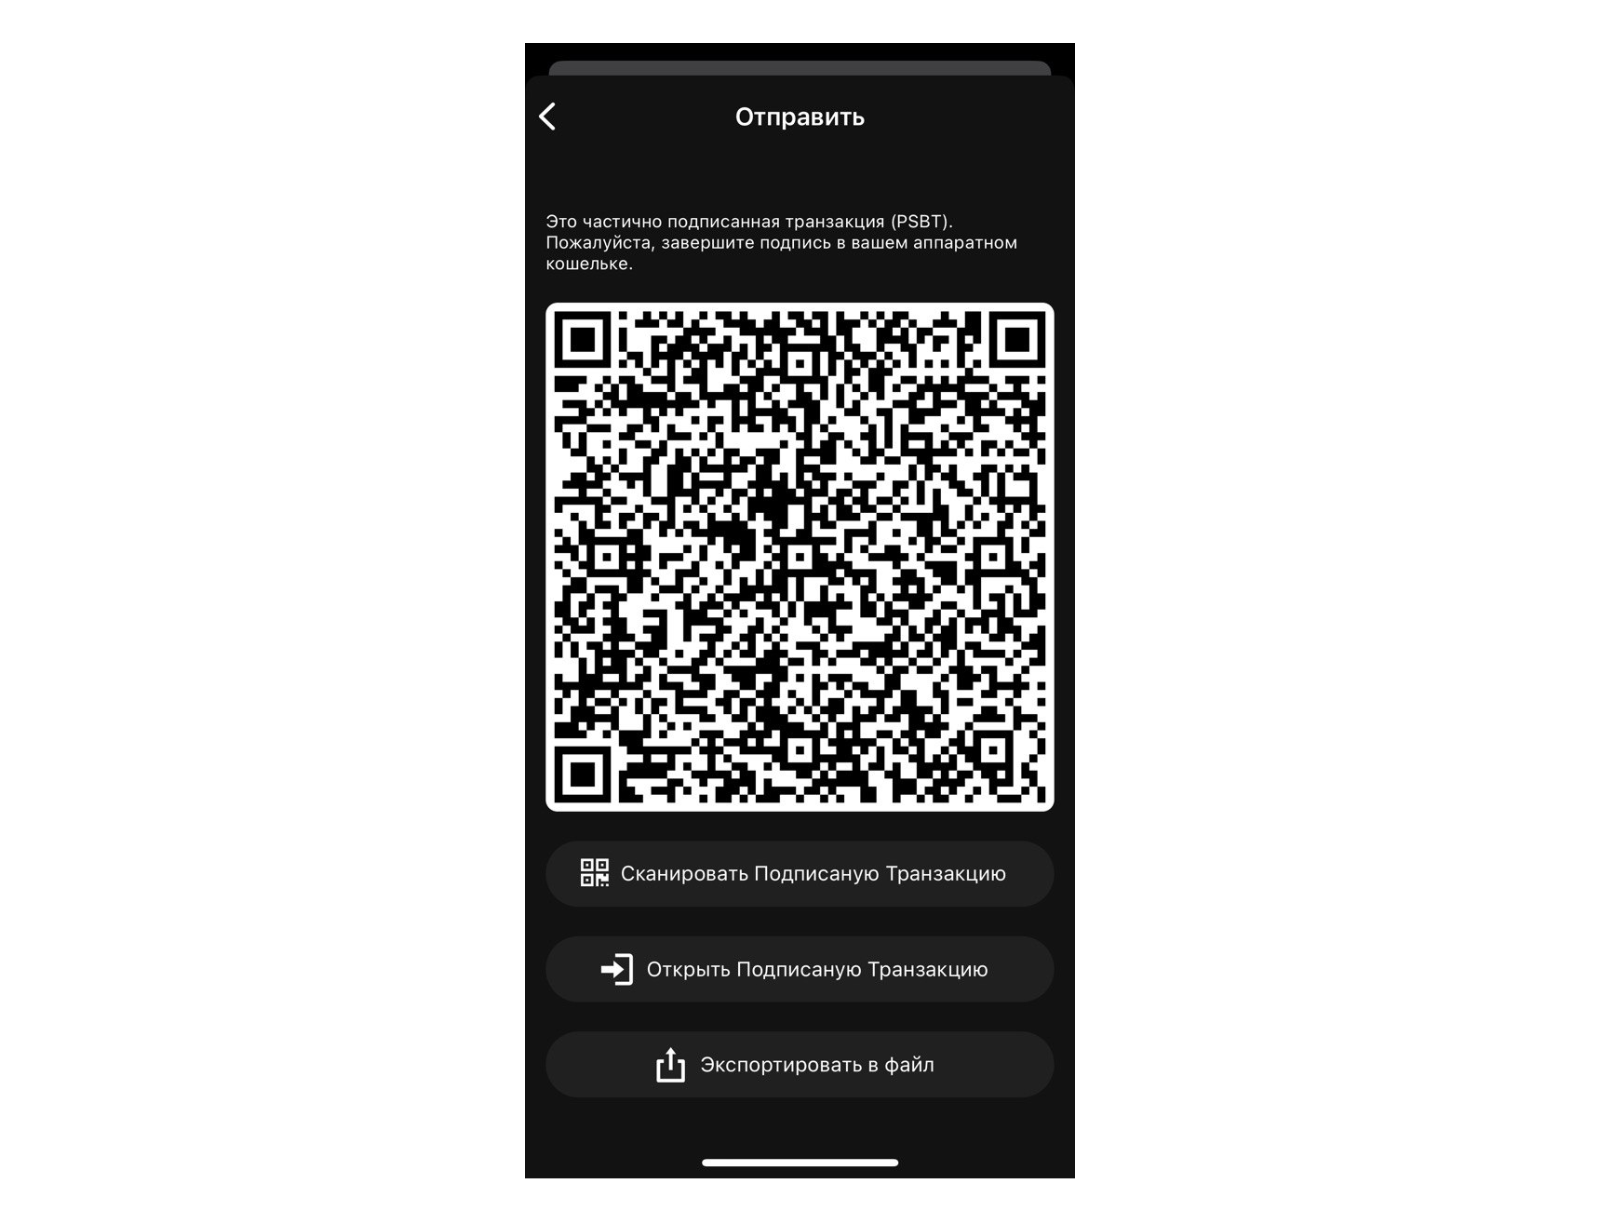 Отправить
Это частично подписанная транзакция (PSBT).
Пожалуйста, завершите подпись в вашем аппаратном
кошельке.
Сканировать Подписаную Транзакцию
Открыть Подписаную Транзакцию
Экспортировать в файл